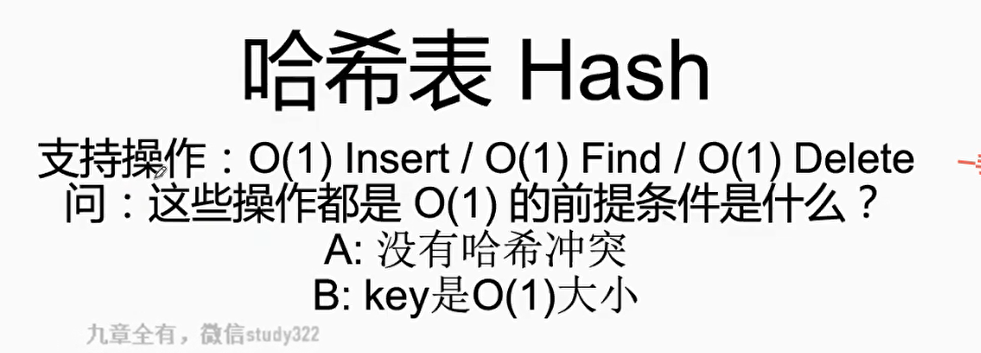 哈希表 Hash
支持操作：O(1) Insert / O(1) Find / O(1) Delete
问：这些操作都是 O(1) 的前提条件是什么？
A: 没有哈希冲突
B: key是O(1)大小
九章全有，微信study322